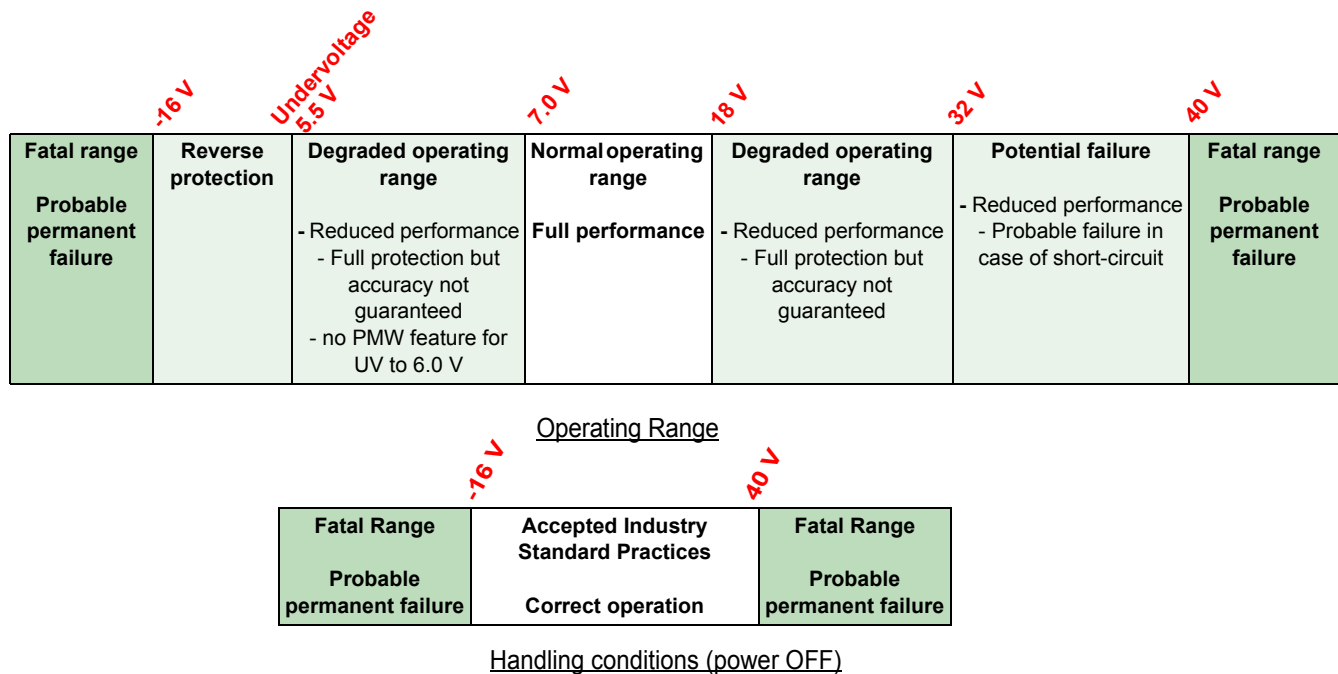 -16 V
Undervoltage
5.5 V
7.0 V
18 V
32 V
40 V
Fatal range
Probable
permanent
failure
Reverse
protection
Degraded operating
range
- Reduced performance
- Full protection but
accuracy not
guaranteed
- no PMW feature for
UV to 6.0 V
Normal operating
range
Full performance
Degraded operating
range
- Reduced performance
- Full protection but
accuracy not
guaranteed
Potential failure
- Reduced performance
- Probable failure in
case of short-circuit
Fatal range
Probable
permanent
failure
Operating Range
-16 V
40 V
Fatal Range
Probable
permanent failure
Accepted Industry
Standard Practices
Correct operation
Fatal Range
Probable
permanent failure
Handling conditions (power OFF)